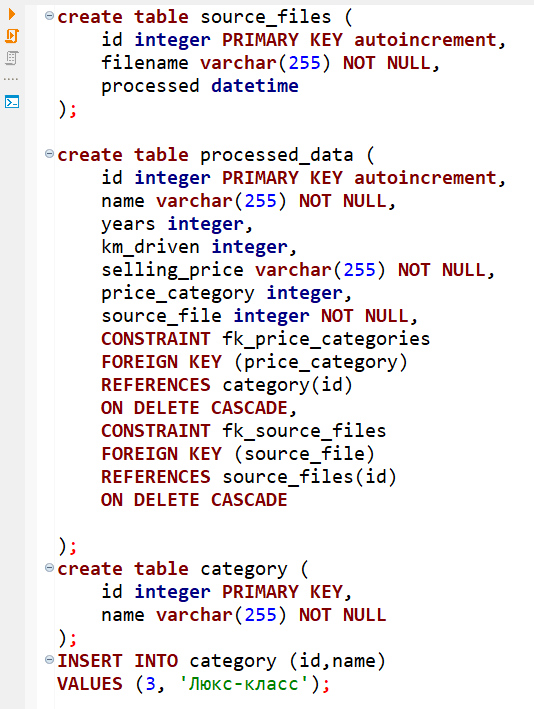 create table source_files (
id integer PRIMARY KEY autoincrement,
filename varchar(255) NOT NULL,
processed datetime
);
create table processed_data (
id integer PRIMARY KEY autoincrement,
name varchar(255) NOT NULL,
years integer,
km_driven integer,
selling_price varchar(255) NOT NULL,
price_category integer,
source_file integer NOT NULL,
CONSTRAINT fk_price_categories
FOREIGN KEY (price_category)
REFERENCES category(id)
ON DELETE CASCADE,
CONSTRAINT fk_source_files
FOREIGN KEY (source_file)
REFERENCES source_files(id)
ON DELETE CASCADE
);
create table category (
id integer PRIMARY KEY,
name varchar(255) NOT NULL
);
INSERT INTO category (id,name)
VALUES (3, 'Люкс-класс');